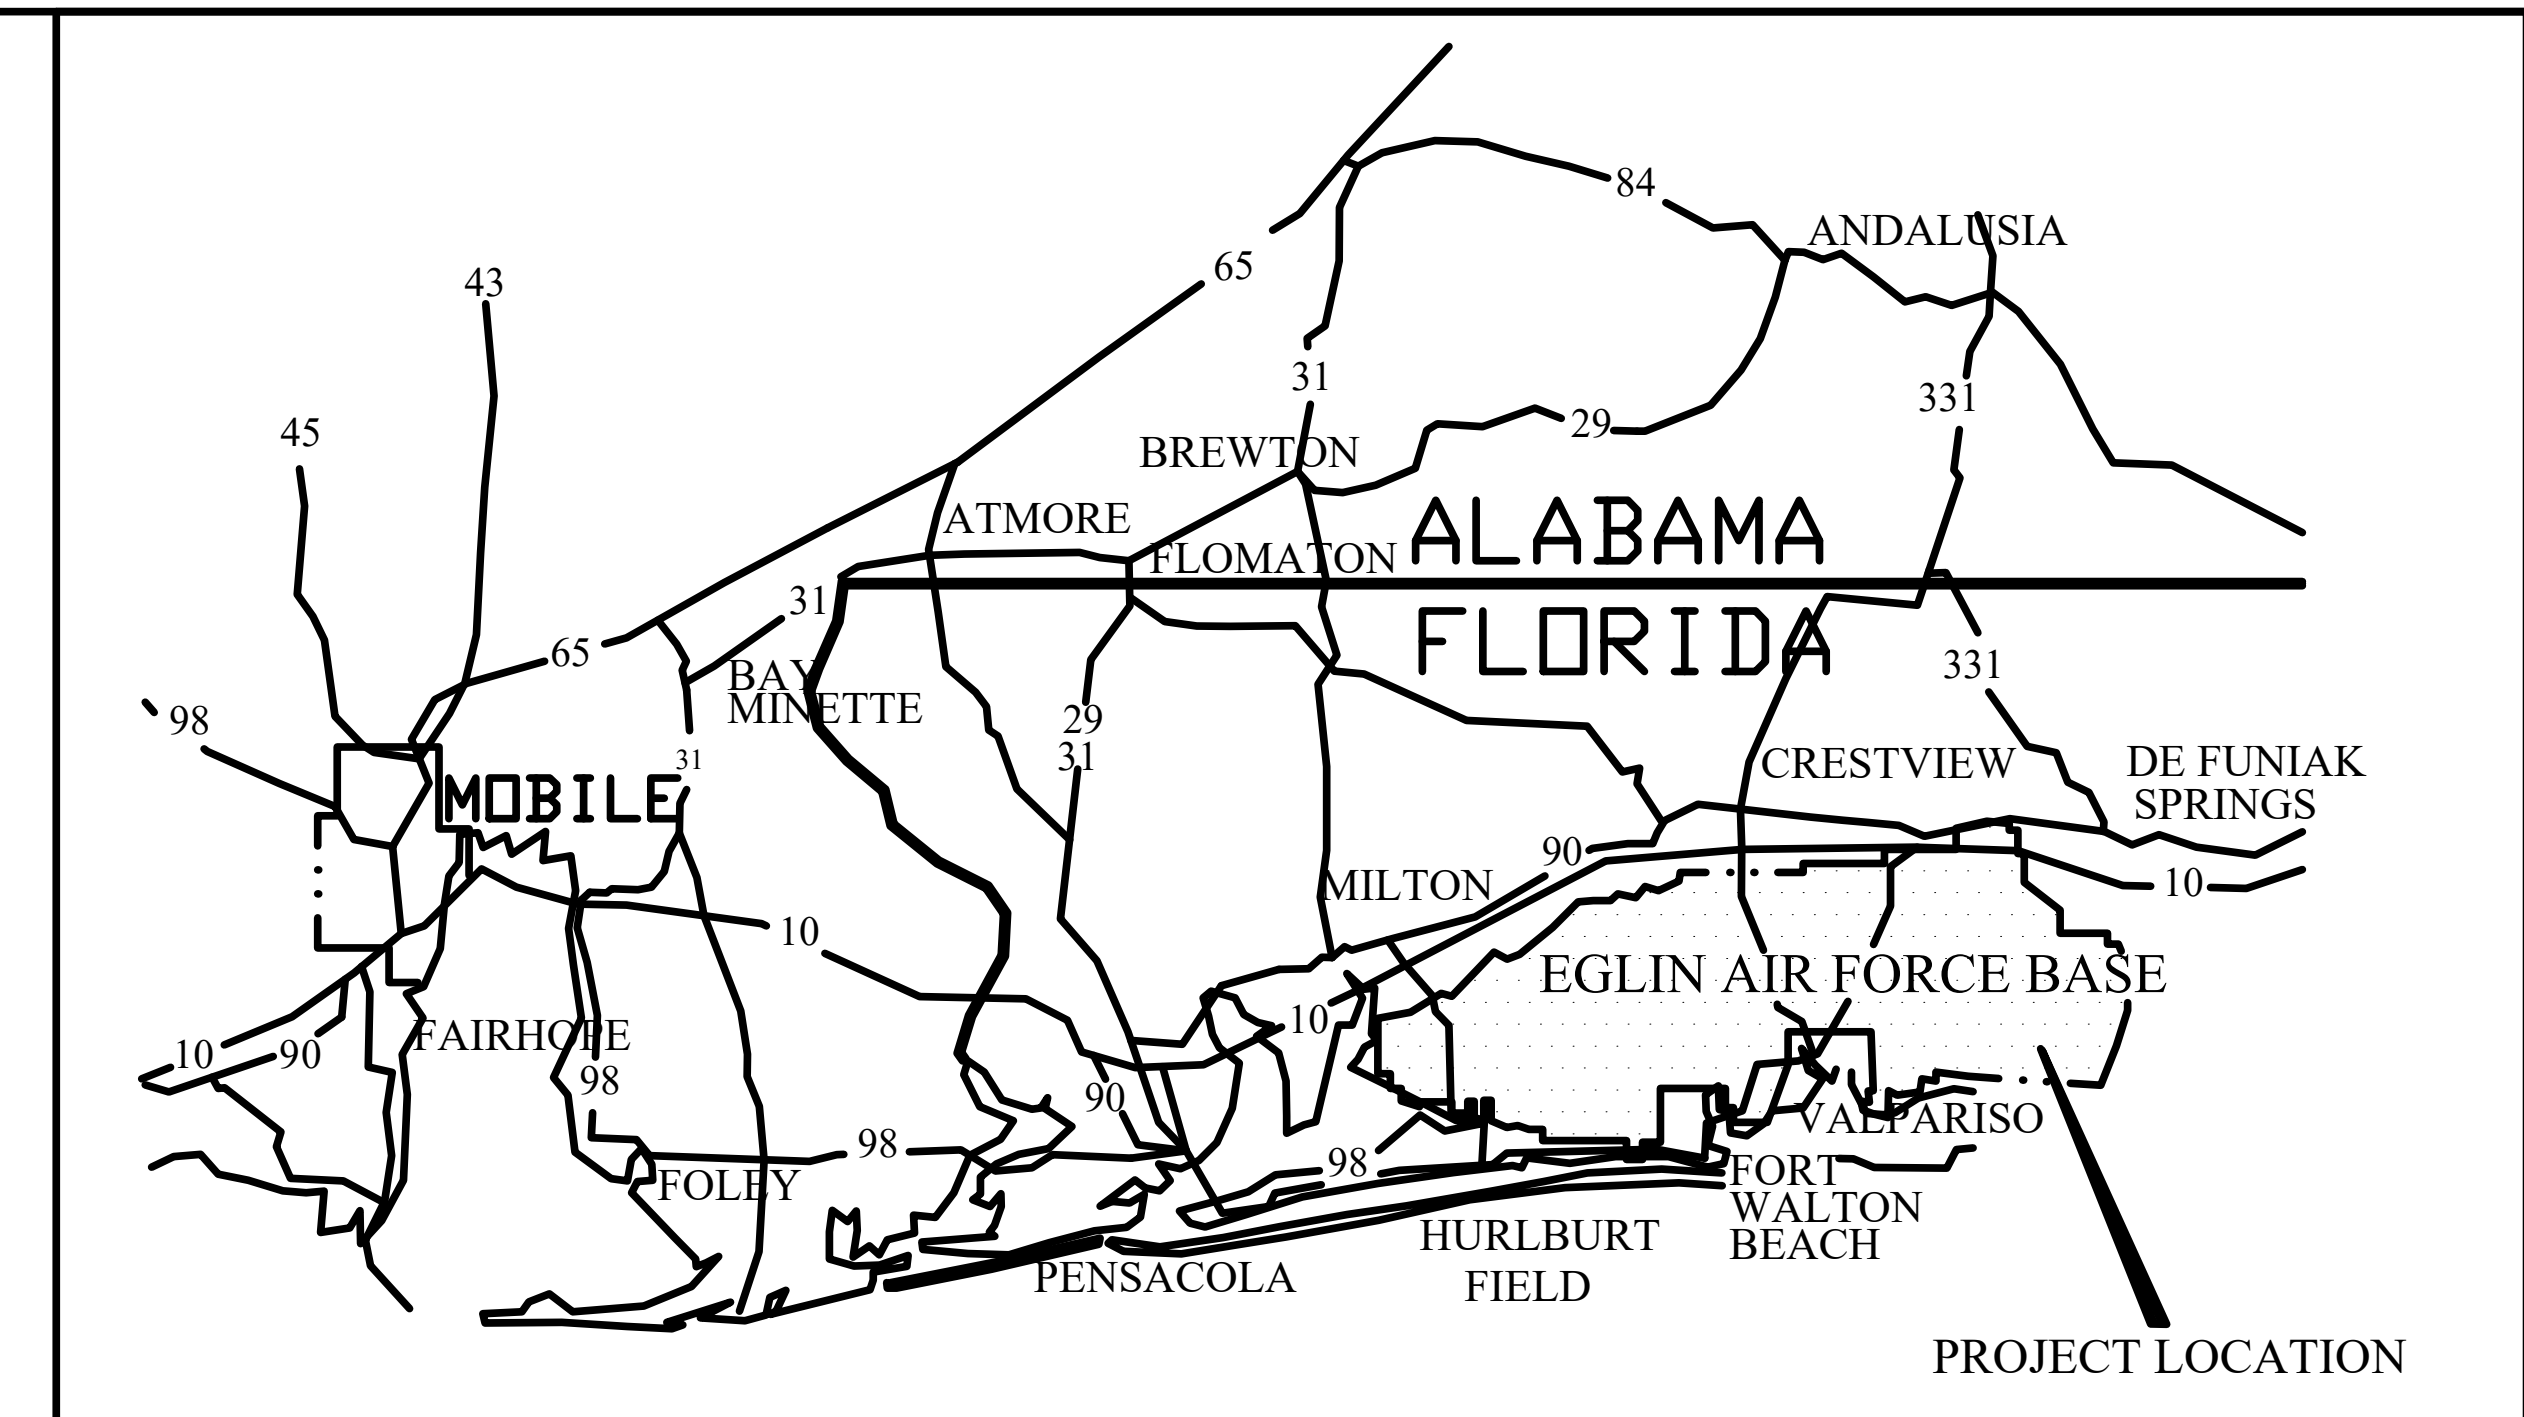 84
ANDALUSIA
65
43
31
331
29
45
BREWTON
ATMORE
ALABAMA
FLOMATON
31
FLORIDA
65
331
BAY
MINETTE
98
29
31
31
CRESTVIEW
DE FUNIAK
SPRINGS
MOBILE
90
MILTON
10
10
EGLIN AIR FORCE BASE
10
FAIRHOPE
10
90
98
90
VALPARISO
98
98
FORT
WALTON
BEACH
FOLEY
HURLBURT
FIELD
PENSACOLA
PROJECT LOCATION